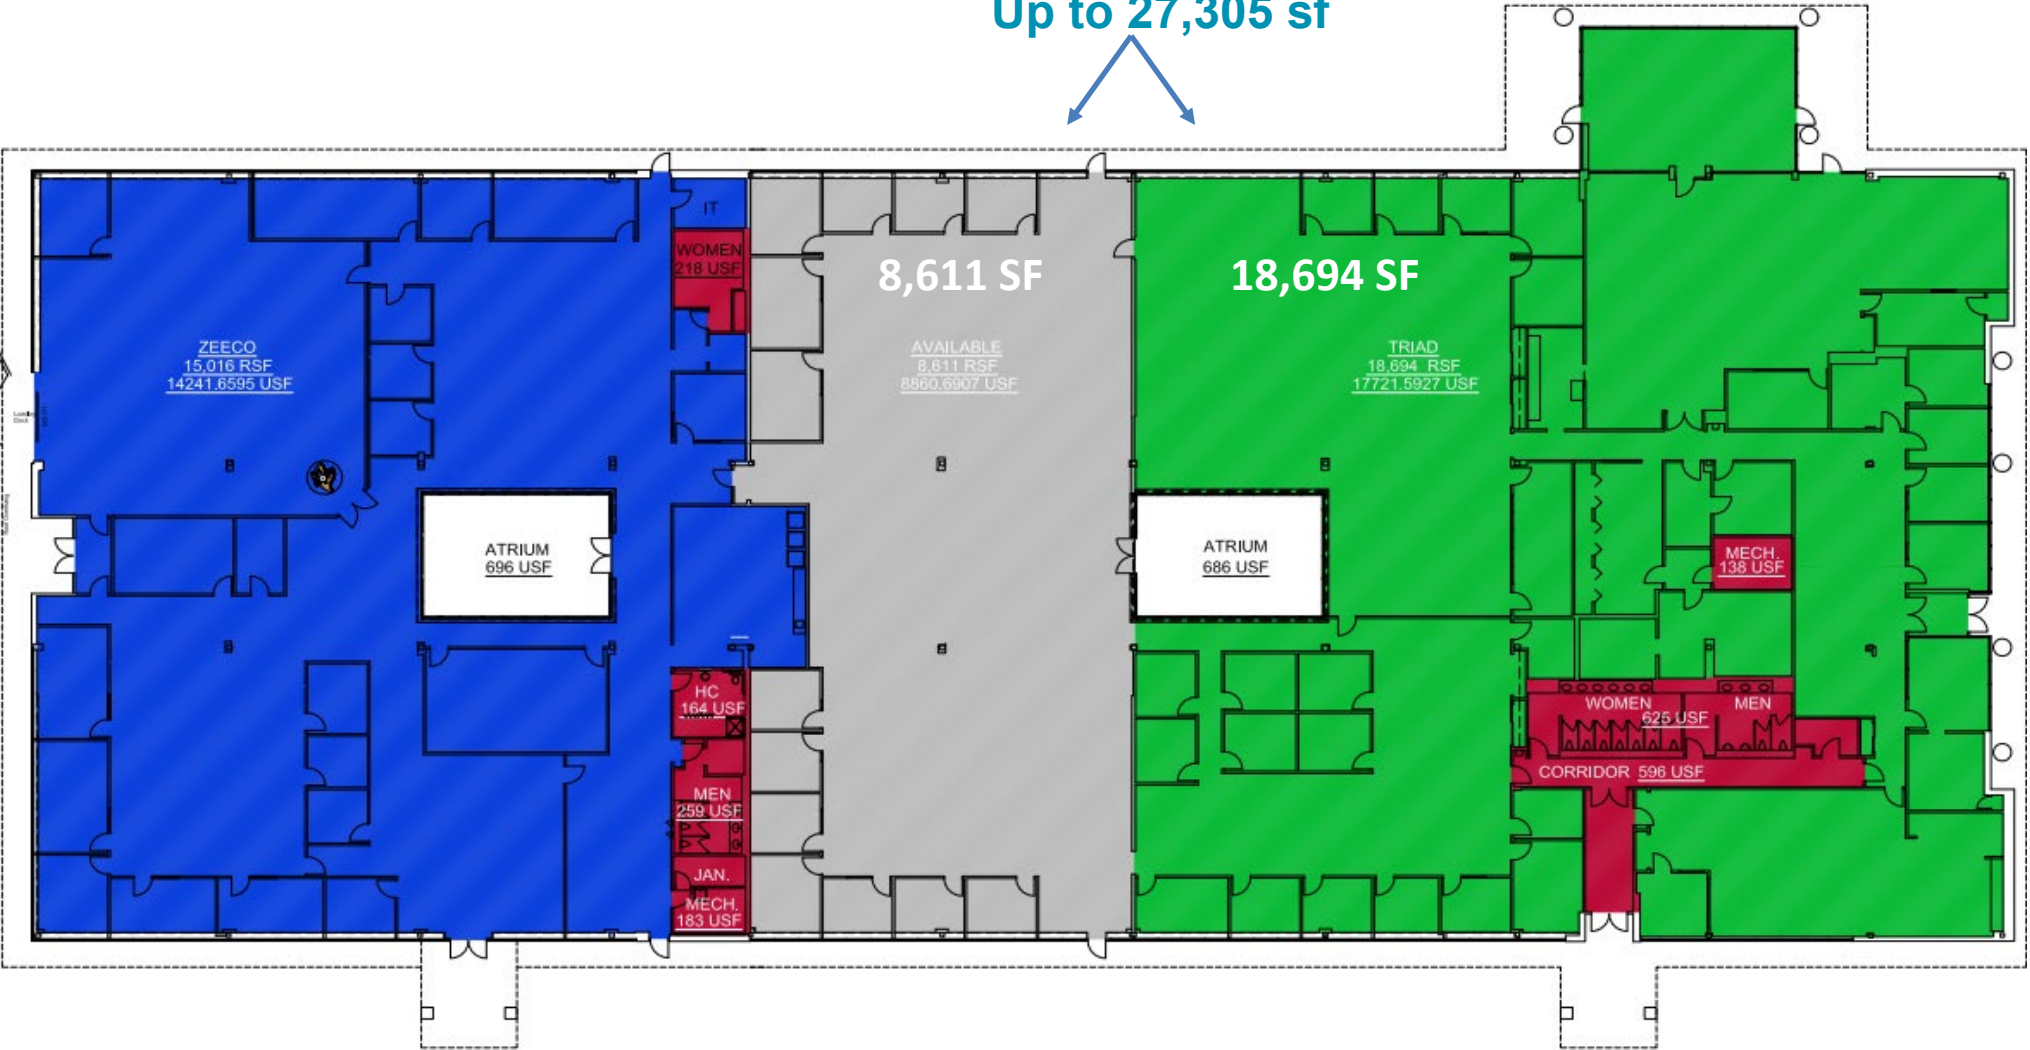 Up to 27,305 sf
IT
WOMEN
218 USF
8,611 SF
18,694 SF
ZEECO
15,016 RSF
14241.6595 USF
AVAILABLE
8,611 RSF
8860.6907 USF
TRIAD
18,694 RSF
17721.5927 USF
ATRIUM
696 USF
ATRIUM
686 USF
MECH.
138 USF
HC
164 USF
WOMEN
MEN
625 USF
CORRIDOR 596 USF
MEN
259 USF
JAN.
MECH.
183 USF